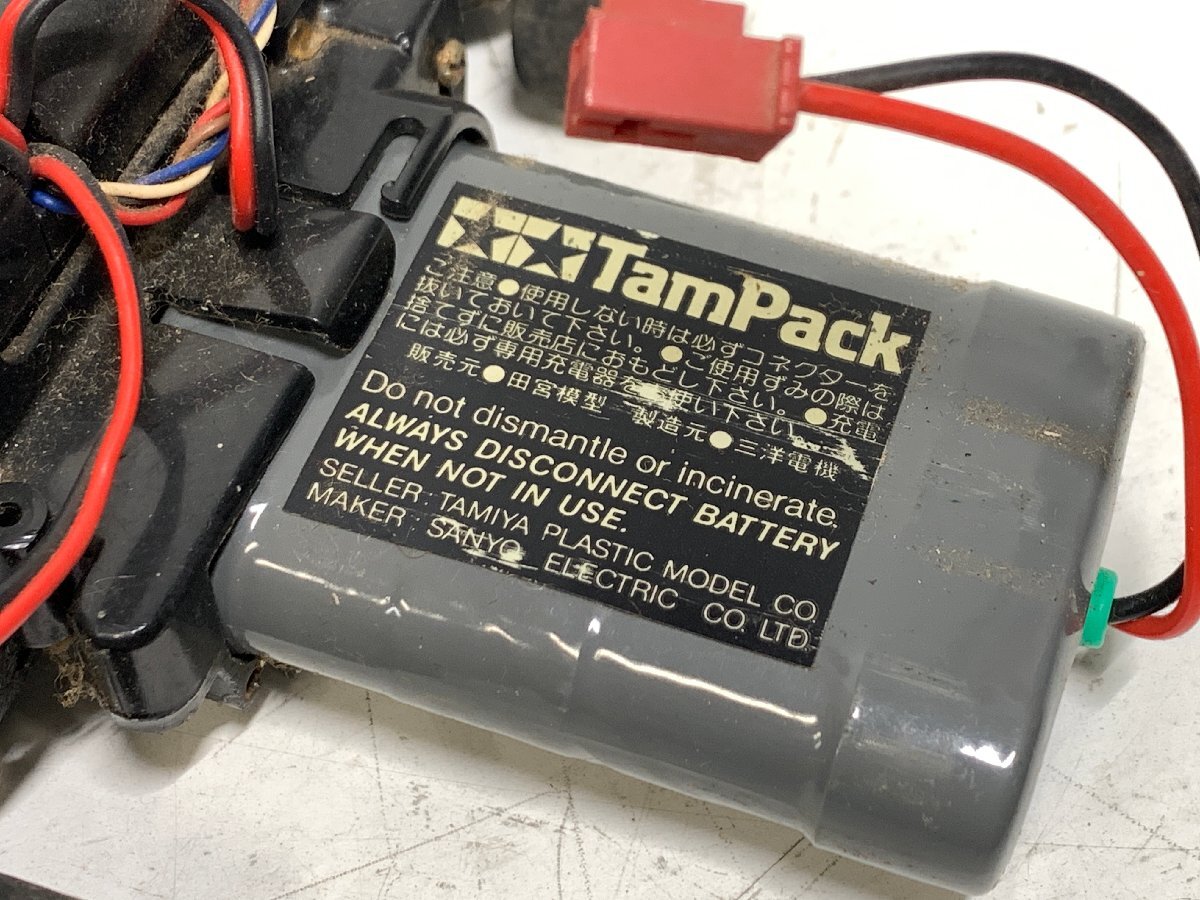 TamPack
ご注意●使用しない時は必ずコネクターを
抜いておいて下さい。●ご使用ずみの際は
捨てずに販売店におもどし下さい。●充電
には必ず専用充電器を使い下さい。
販売元●田宮模型 製造元●三洋電機
Do not dismantle or incinerate.
ALWAYS DISCONNECT BATTERY
WHEN NOT IN USE.
SELLER: TAMIYA PLASTIC MODEL CO.
MAKER: SANYO ELECTRIC CO. LTD.